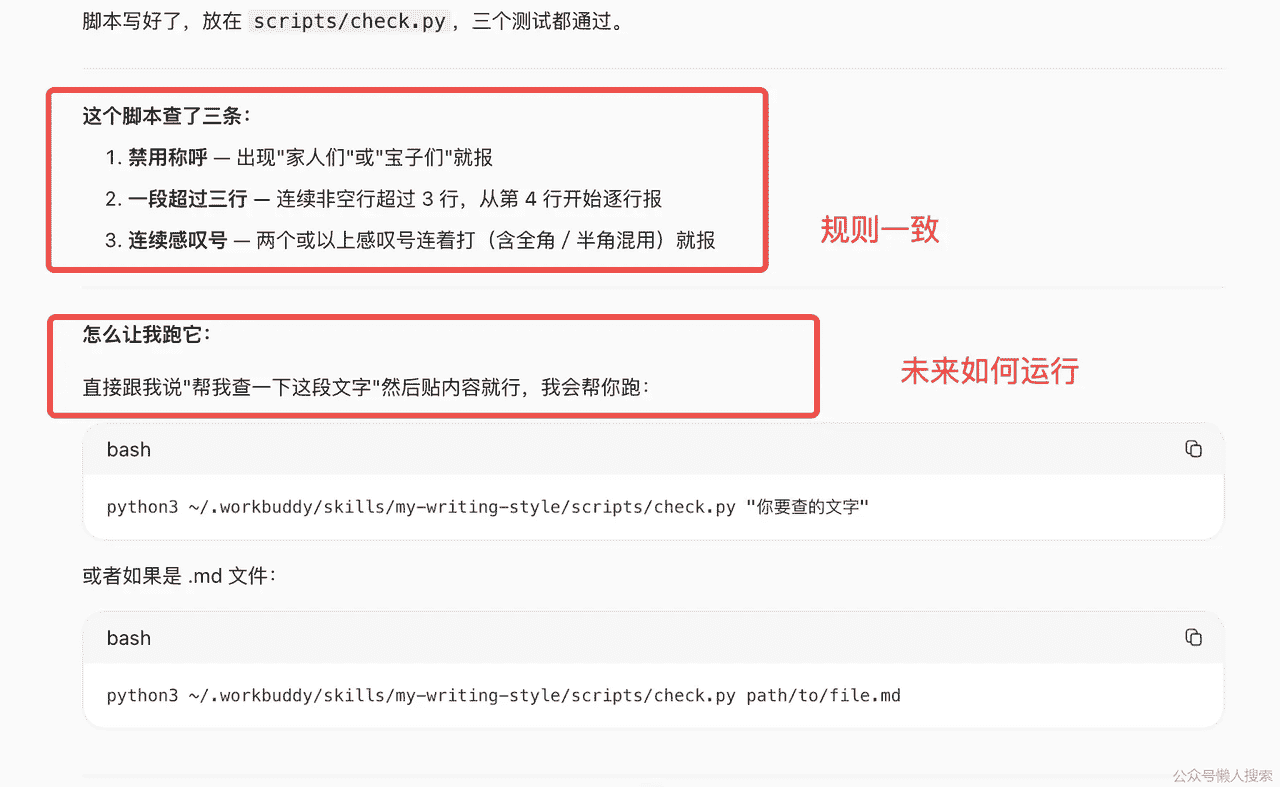 脚本写好了，放在 scripts/check.py，三个测试都通过。
这个脚本查了三条：
1. 禁用称呼 — 出现"家人们"或"宝子们"就报
2. 一段超过三行 — 连续非空行超过 3 行，从第 4 行开始逐行报
3. 连续感叹号 — 两个或以上感叹号连着打（含全角 / 半角混用）就报
规则一致
怎么让我跑它：
直接跟我说"帮我查一下这段文字"然后贴内容就行，我会帮你跑：
未来如何运行
bash
python3 ~/.workbuddy/skills/my-writing-style/scripts/check.py "你要查的文字"
或者如果是 .md 文件：
bash
python3 ~/.workbuddy/skills/my-writing-style/scripts/check.py path/to/file.md
公众号懒人搜索